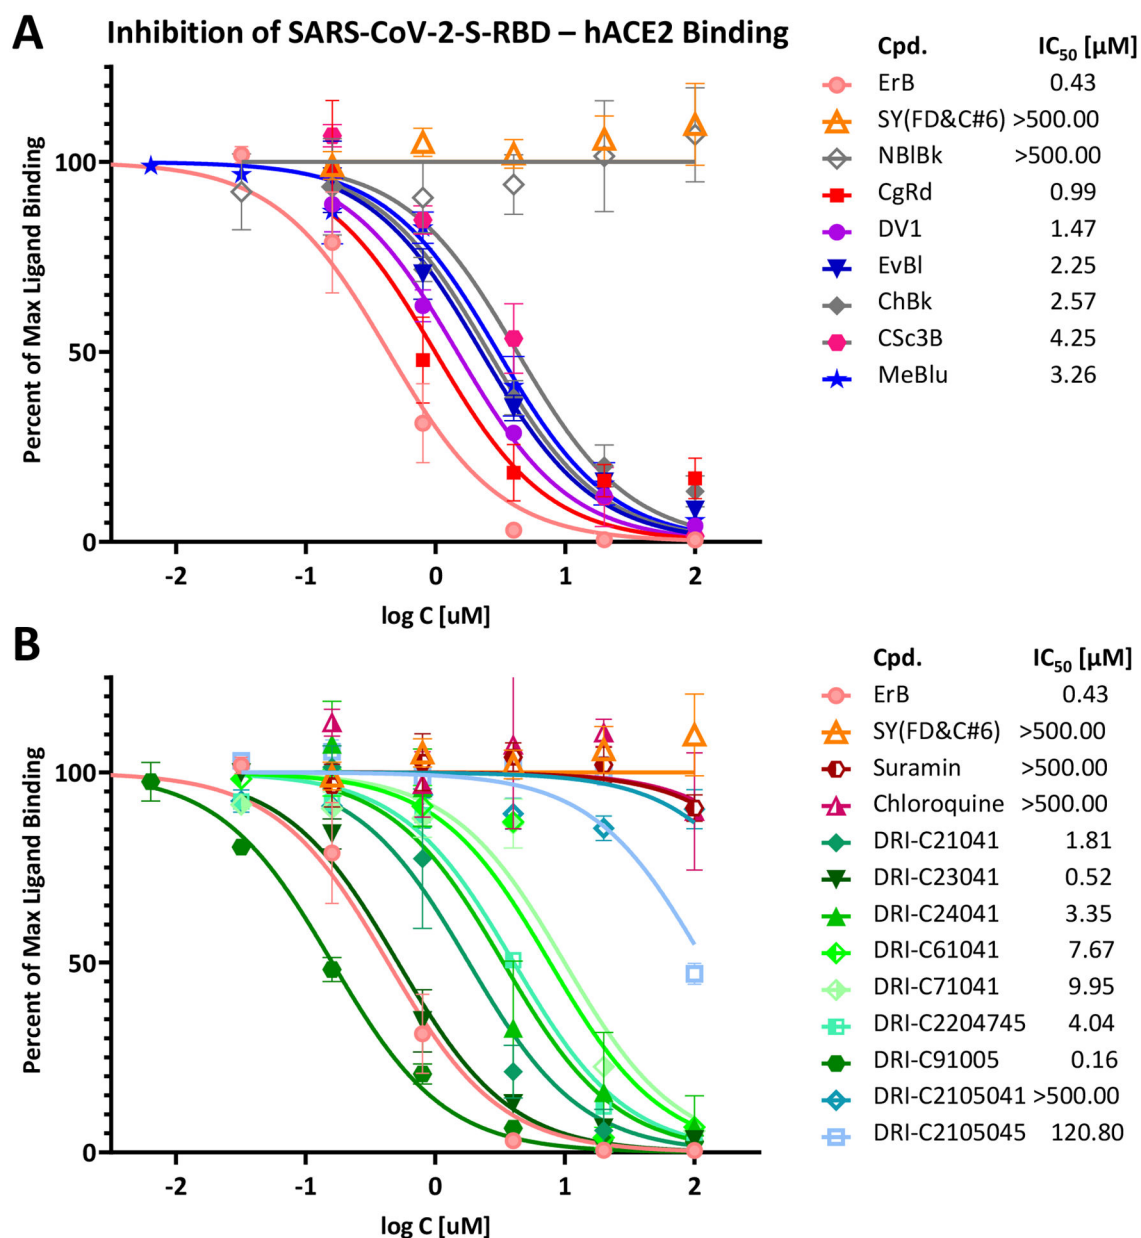 A
Inhibition of SARS-CoV-2-S-RBD – hACE2 Binding
Cpd. IC50 [µM]
ErB 0.43
SY(FD&C#6) >500.00
NBlBk >500.00
CgRd 0.99
DV1 1.47
EvBl 2.25
ChBk 2.57
CSc3B 4.25
MeBlu 3.26
Percent of Max Ligand Binding
100
50
0
-2 -1 0 1 2
log C [uM]
B
Cpd. IC50 [µM]
ErB 0.43
SY(FD&C#6) >500.00
Suramin >500.00
Chloroquine >500.00
DRI-C21041 1.81
DRI-C23041 0.52
DRI-C24041 3.35
DRI-C61041 7.67
DRI-C71041 9.95
DRI-C2204745 4.04
DRI-C91005 0.16
DRI-C2105041 >500.00
DRI-C2105045 120.80
Percent of Max Ligand Binding
100
50
0
-2 -1 0 1 2
log C [uM]